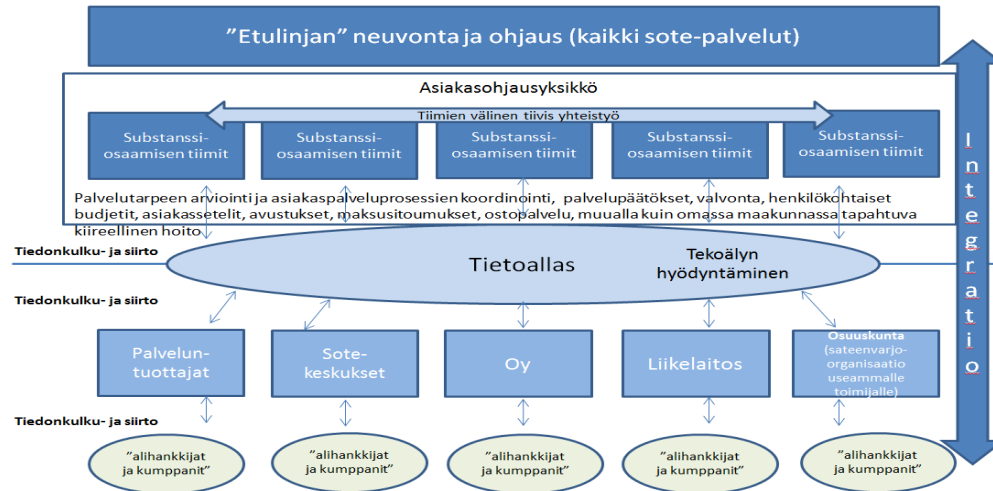 ”Etulinjan” neuvonta ja ohjaus (kaikki sote-palvelut)
Asiakasohjausyksikkö
Tiimien välinen tiivis yhteistyö
Substanssi-
osaamisen tiimit
Substanssi-
osaamisen tiimit
Substanssi-
osaamisen tiimit
Substanssi-
osaamisen tiimit
Substanssi-
osaamisen tiimit
Palvelutarpeen arviointi ja asiakaspalveluprosessien koordinointi, palvelupäätökset, valvonta, henkilökohtaiset
budjetit, asiakassetelit, avustukset, maksusitoumukset, ostopalvelu, muualla kuin omassa maakunnassa tapahtuva
kiireellinen hoito
Tiedonkulku- ja siirto
Tietoallas
Tekoälyn
hyödyntäminen
Tiedonkulku- ja siirto
Palvelun-
tuottajat
Sote-
keskukset
Oy
Liikelaitos
Osuuskunta
(sateenvarjo-
organisaatio
useammalle
toimijalle)
Tiedonkulku- ja siirto
”alihankkijat
ja kumppanit”
”alihankkijat
ja kumppanit”
”alihankkijat
ja kumppanit”
”alihankkijat
ja kumppanit”
”alihankkijat
ja kumppanit”
Integratio